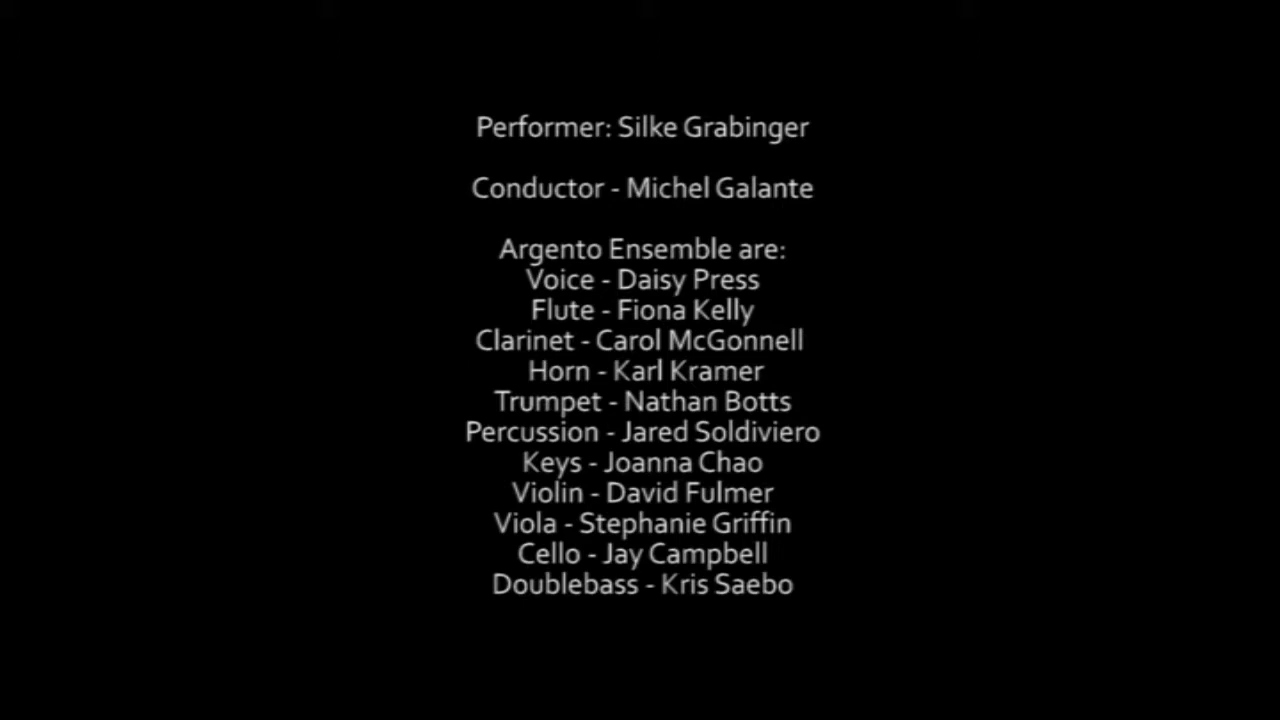 Performer: Silke Grabinger
Conductor - Michel Galante
Argento Ensemble are:
Voice - Daisy Press
Flute - Fiona Kelly
Clarinet - Carol McGonnell
Horn - Karl Kramer
Trumpet - Nathan Botts
Percussion - Jared Soldiviero
Keys - Joanna Chao
Violin - David Fulmer
Viola - Stephanie Griffin
Cello - Jay Campbell
Doublebass - Kris Saebo